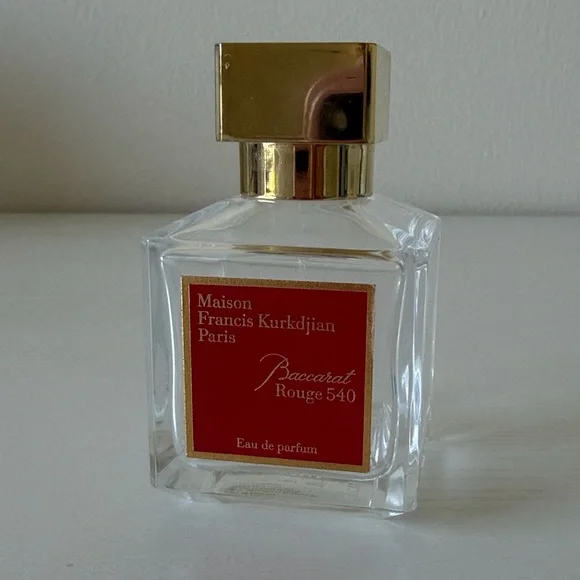 Maison
Francis Kurkdjian
Paris
Baccarat
Rouge 540
Eau de parfum